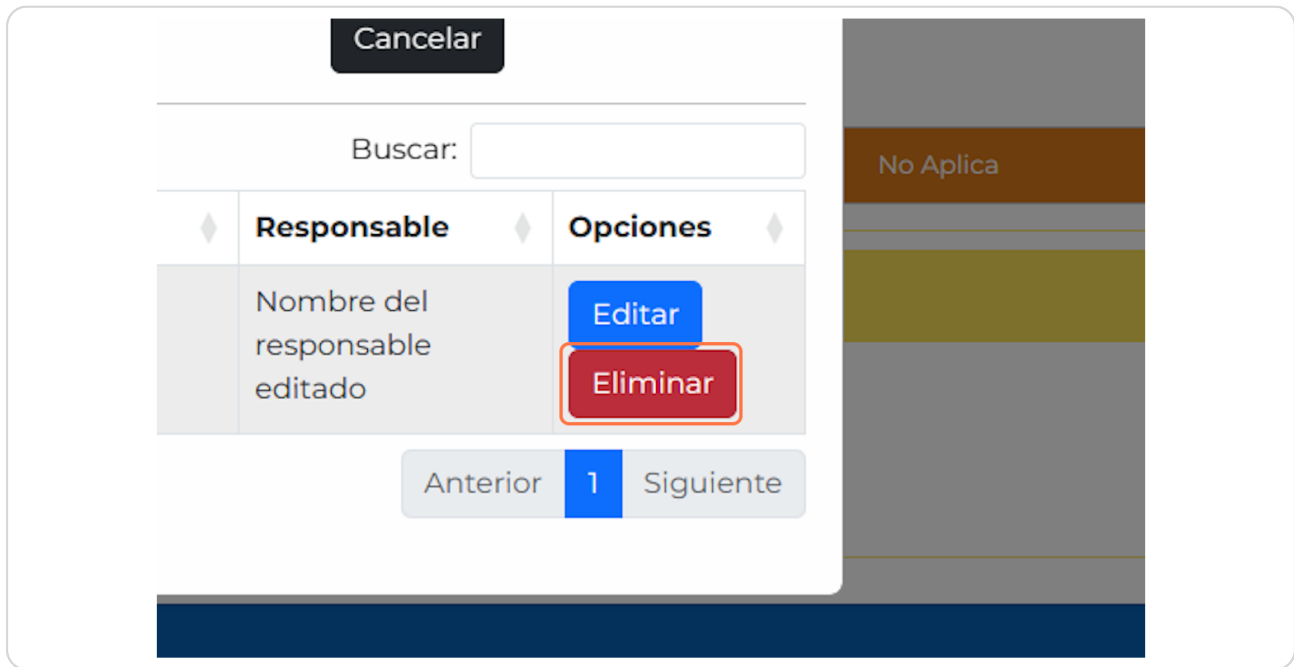 Cancelar
Buscar:
No Aplica
Responsable Opciones
Nombre del
responsable
editado
Editar
Eliminar
Anterior 1 Siguiente